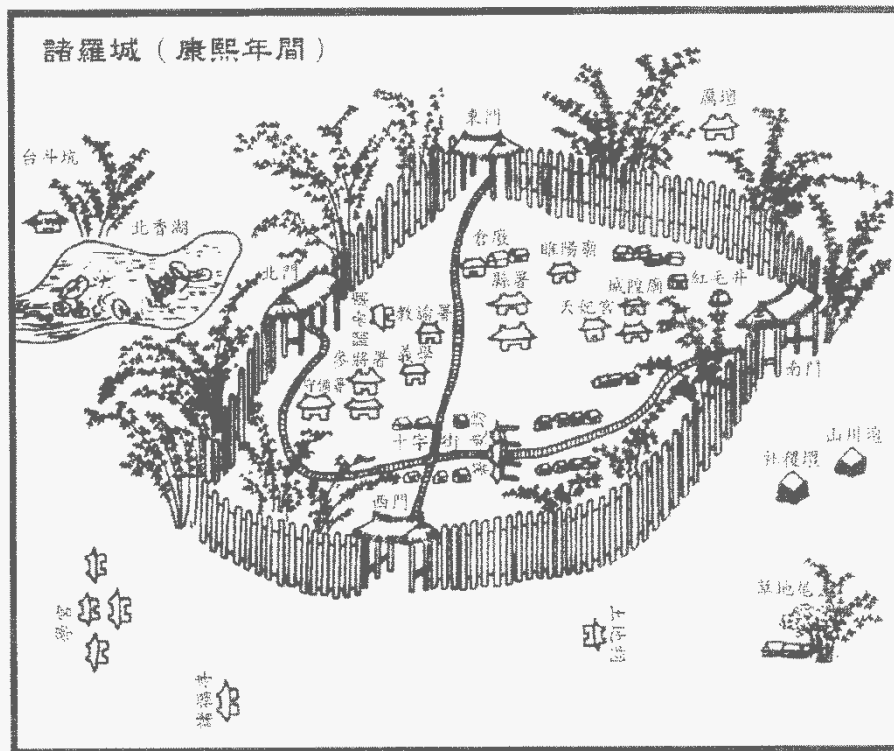 諸羅城（康熙年間）
東門
厲壇
台斗坑
北香湖
倉廒
睢陽廟
北門
縣署
城隍廟
紅毛井
教諭署
天妃宮
參將署
義學
守備署
南門
山川壇
社稷壇
十字街
西門
草地尾